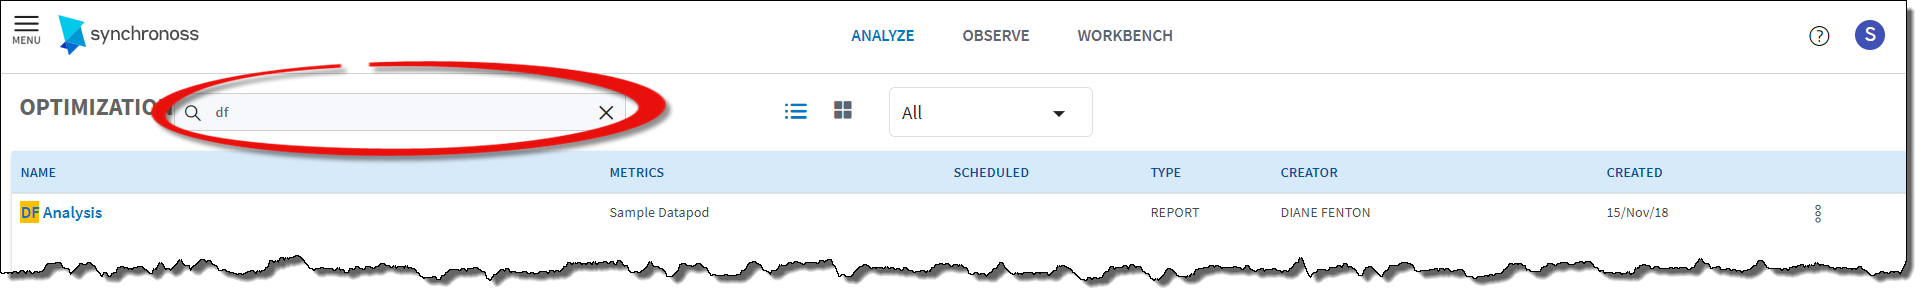 MENU
synchronoss
ANALYZE OBSERVE WORKBENCH
? S
OPTIMIZATION df All
NAME METRICS SCHEDULED TYPE CREATOR CREATED
DF Analysis Sample Datapod REPORT DIANE FENTON 15/Nov/18